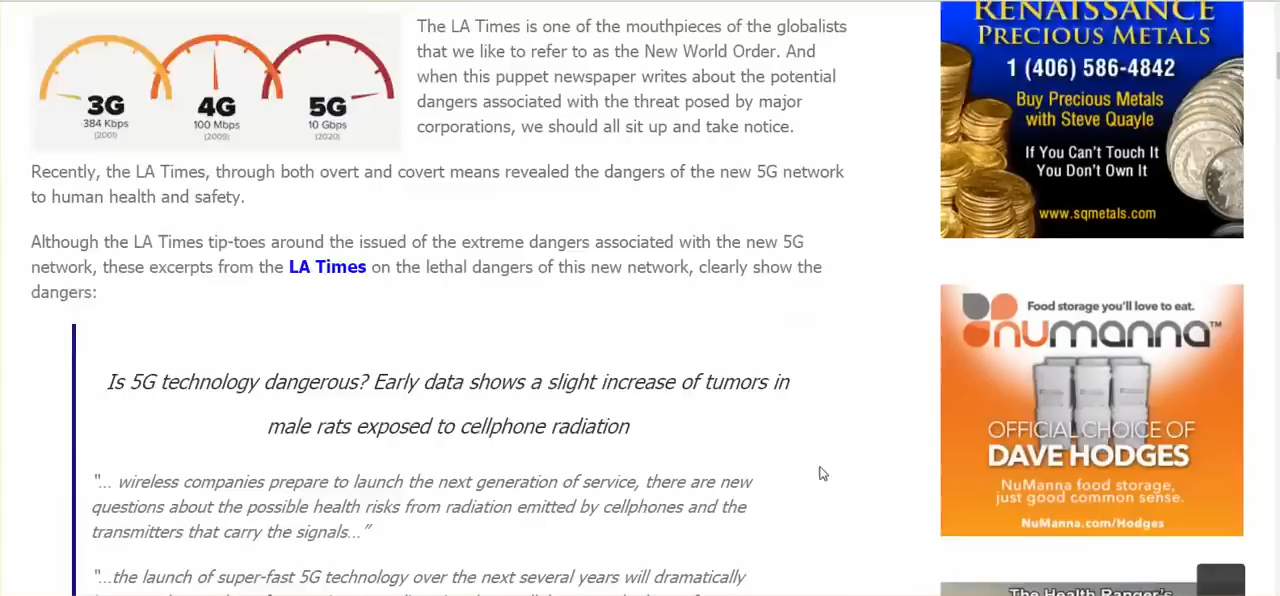 3G
384 Kbps
(2001)
4G
100 Mbps
(2009)
5G
10 Gbps
(2020)
The LA Times is one of the mouthpieces of the globalists
that we like to refer to as the New World Order. And
when this puppet newspaper writes about the potential
dangers associated with the threat posed by major
corporations, we should all sit up and take notice.
Recently, the LA Times, through both overt and covert means revealed the dangers of the new 5G network
to human health and safety.
Although the LA Times tip-toes around the issued of the extreme dangers associated with the new 5G
network, these excerpts from the LA Times on the lethal dangers of this new network, clearly show the
dangers:
Is 5G technology dangerous? Early data shows a slight increase of tumors in
male rats exposed to cellphone radiation
"... wireless companies prepare to launch the next generation of service, there are new
questions about the possible health risks from radiation emitted by cellphones and the
transmitters that carry the signals..."
"...the launch of super-fast 5G technology over the next several years will dramatically
RENAISSANCE
PRECIOUS METALS
1 (406) 586-4842
Buy Precious Metals
with Steve Quayle
If You Can't Touch It
You Don't Own It
www.sqmetals.com
Food storage you'll love to eat.
numanna™
OFFICIAL CHOICE OF
DAVE HODGES
NuManna food storage,
just good common sense.
NuManna.com/Hodges
The Health Ranger's